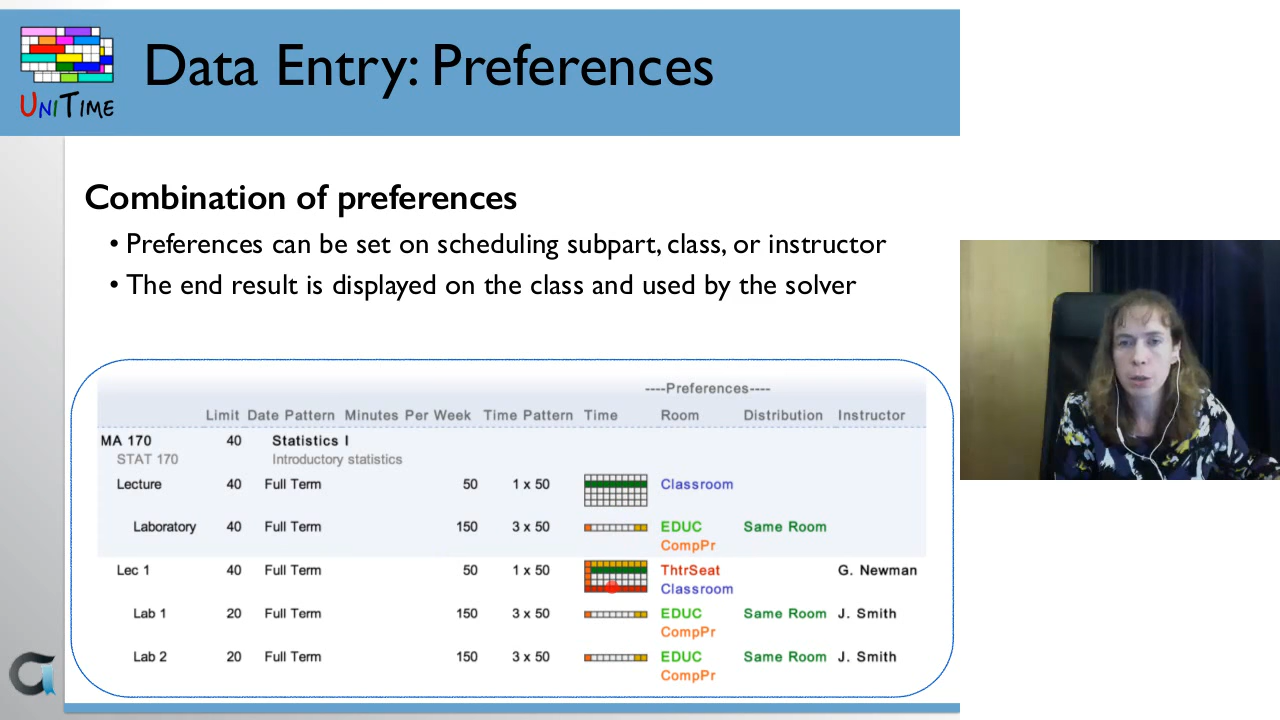 UNITIME
Data Entry: Preferences
Combination of preferences
• Preferences can be set on scheduling subpart, class, or instructor
• The end result is displayed on the class and used by the solver
----Preferences----
Limit Date Pattern Minutes Per Week Time Pattern Time Room Distribution Instructor
MA 170 40 Statistics I
STAT 170 Introductory statistics
Lecture 40 Full Term 50 1 x 50 Classroom
Laboratory 40 Full Term 150 3 x 50 EDUC Same Room
CompPr
Lec 1 40 Full Term 50 1 x 50 ThtrSeat G. Newman
Classroom
Lab 1 20 Full Term 150 3 x 50 EDUC Same Room J. Smith
CompPr
Lab 2 20 Full Term 150 3 x 50 EDUC Same Room J. Smith
CompPr